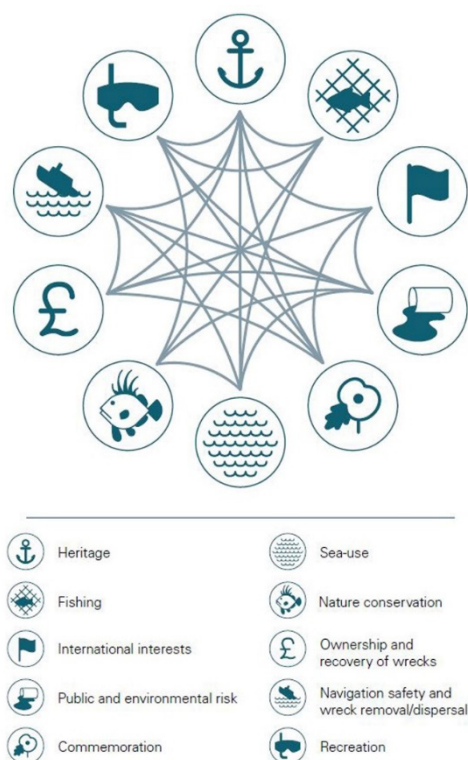 £
Heritage
Sea-use
Fishing
Nature conservation
International interests
£
Ownership and
recovery of wrecks
Public and environmental risk
Navigation safety and
wreck removal/dispersal
Commemoration
Recreation